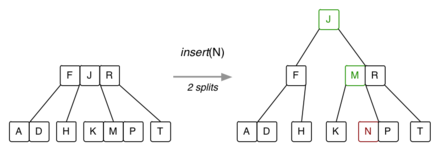 J
insert(N)
F J R
F
M R
2 splits
A D H K M P T
A D H K N P T